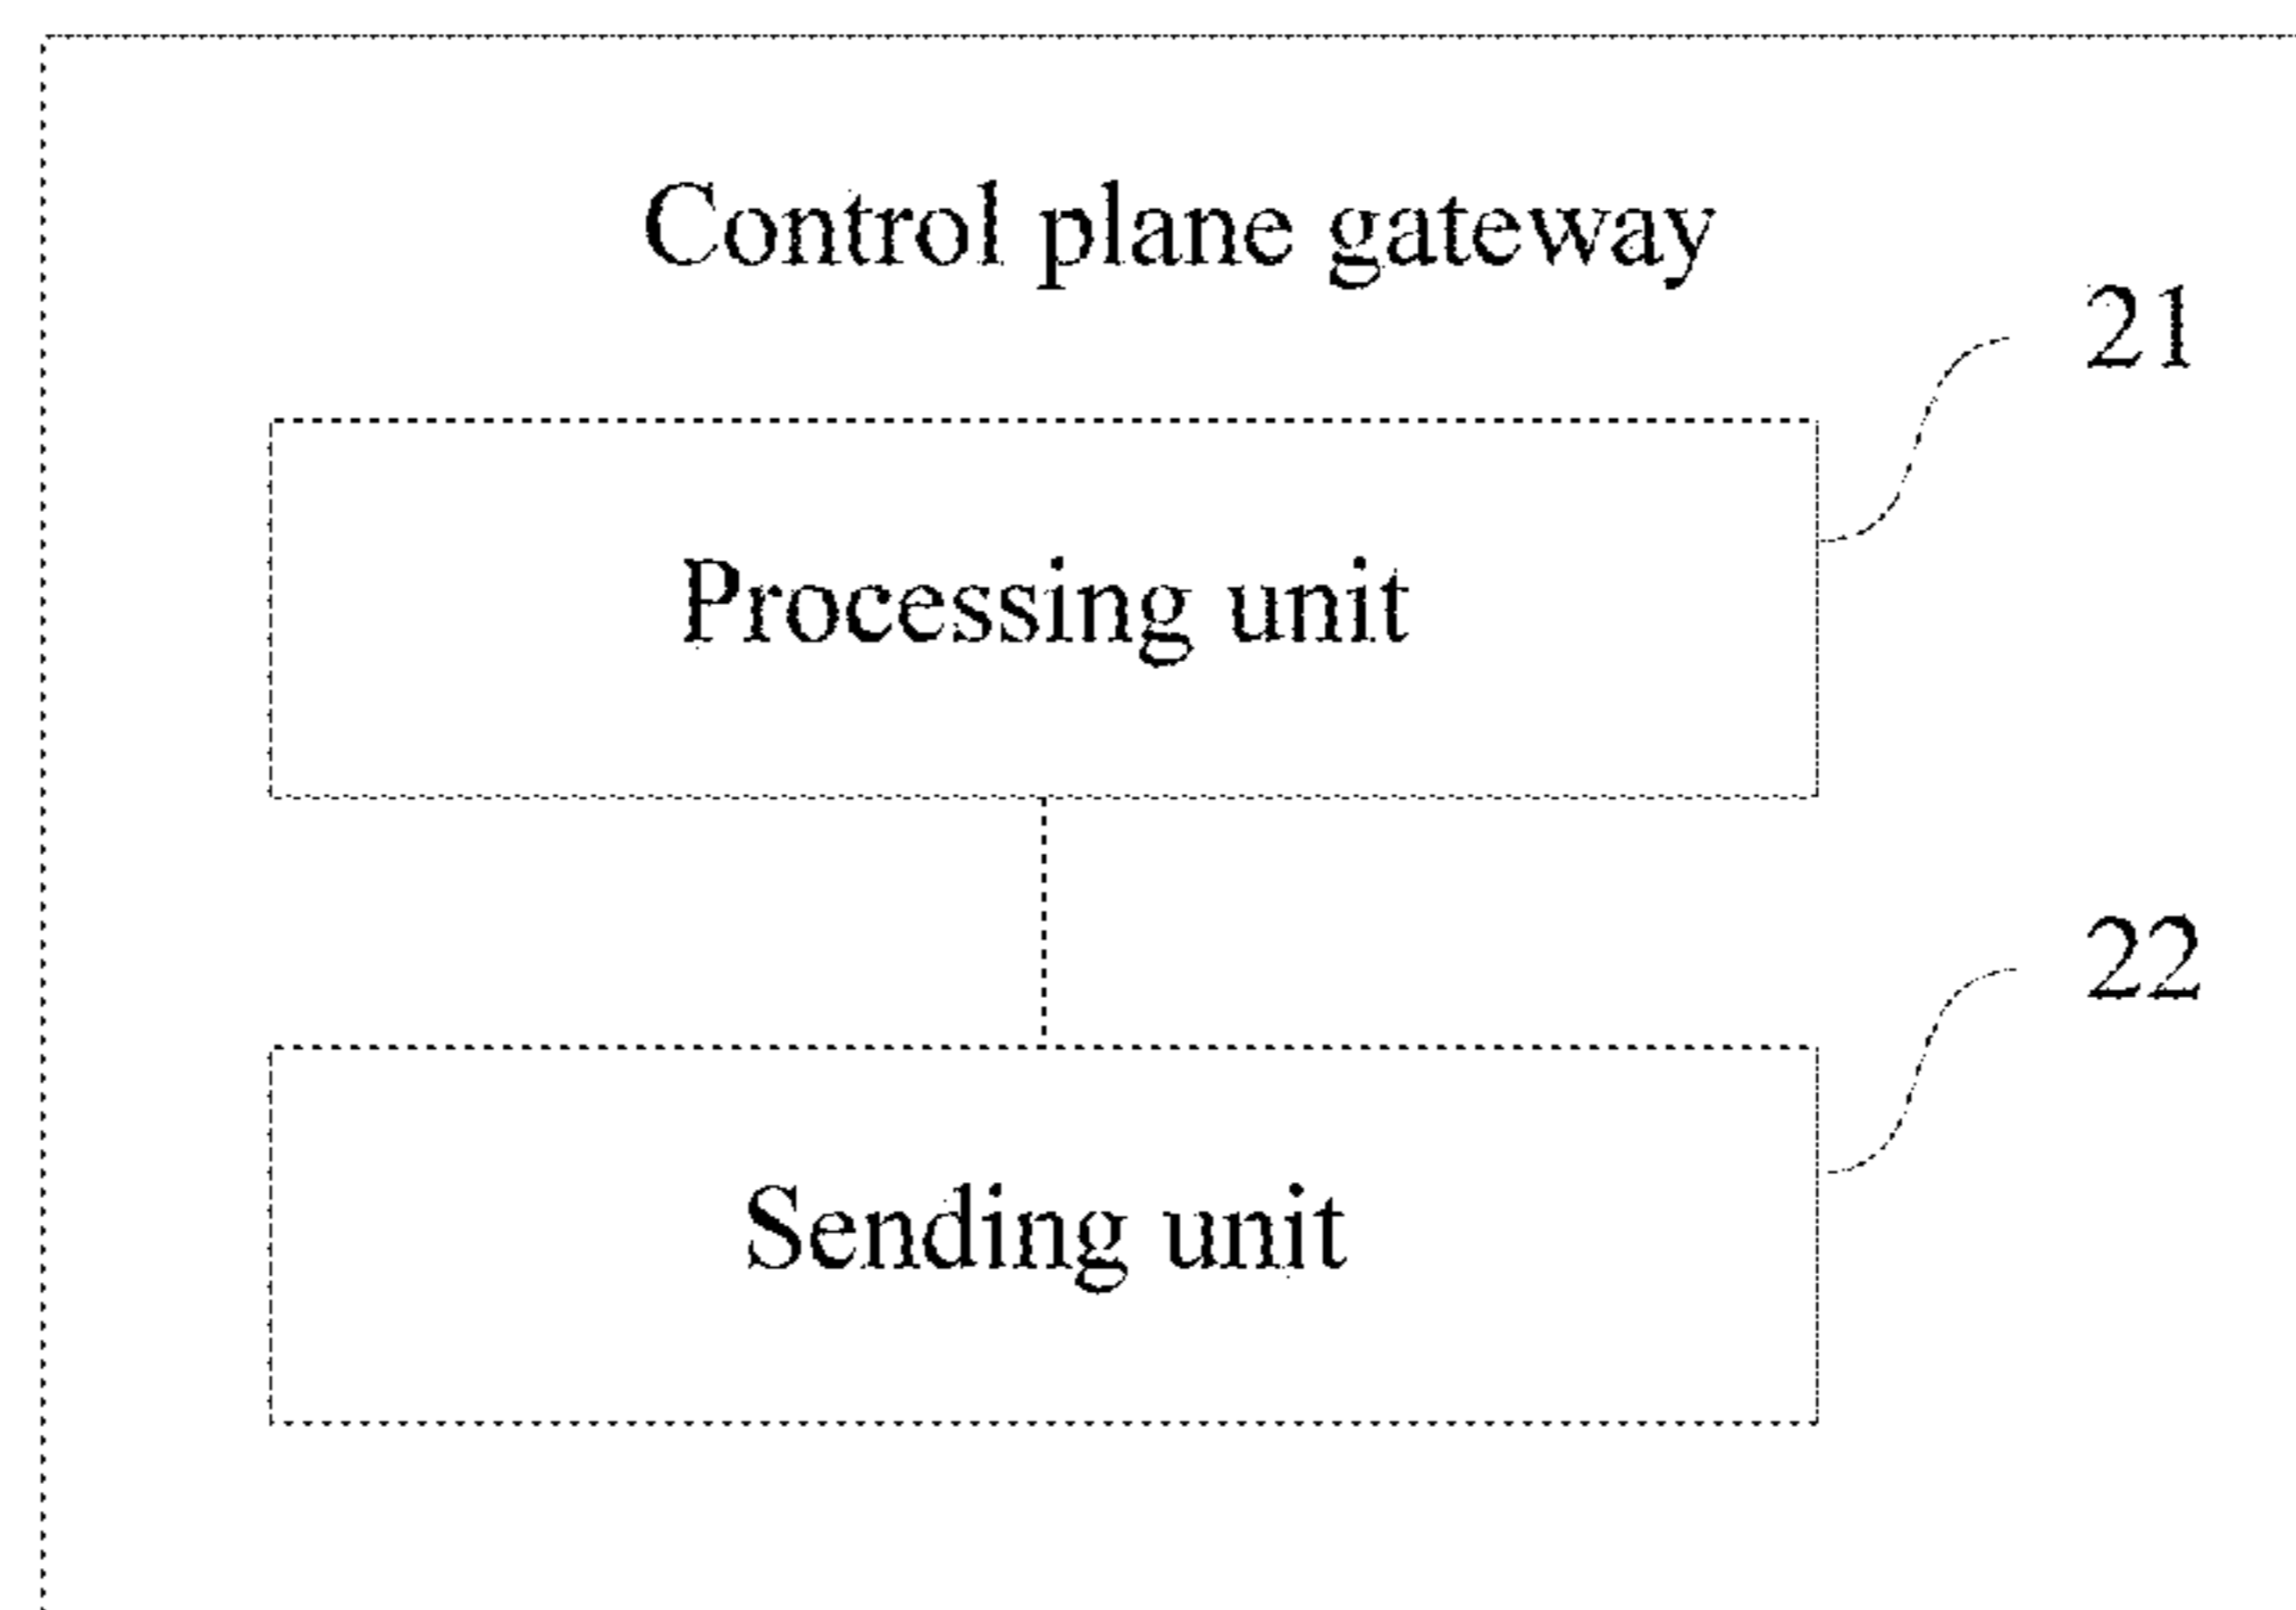 Control plane gateway
21
Processing unit
22
Sending unit